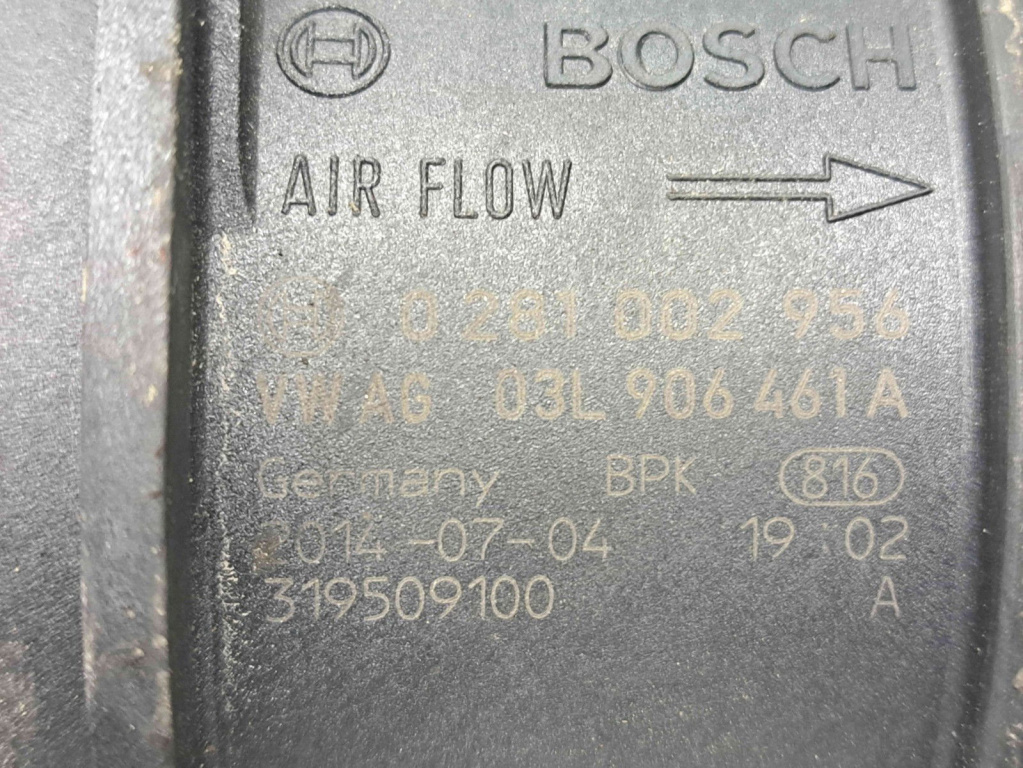 BOSCH
AIR FLOW
0 281 002 956
VW AG 03L 906 461 A
Germany BPK 816
2014-07-04 19:02
319509100 A